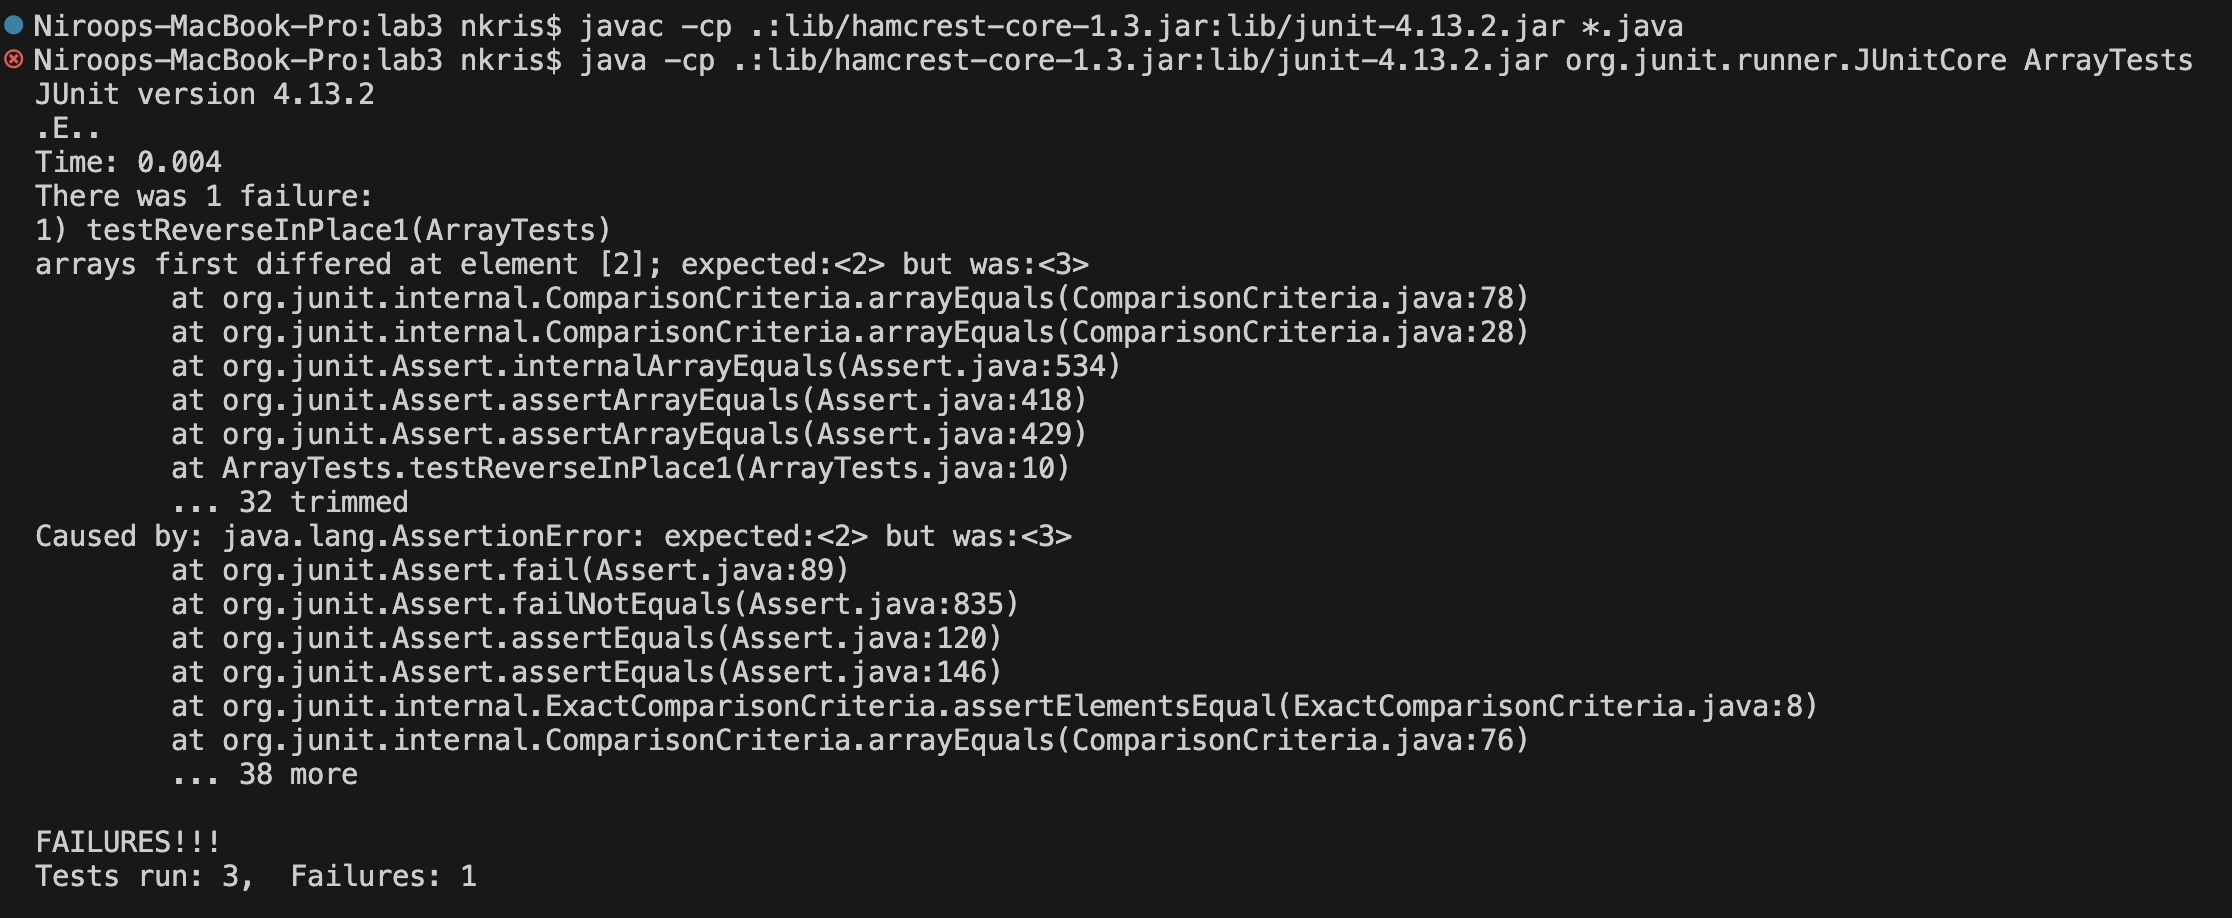 Niroops-MacBook-Pro:lab3 nkris$ javac -cp .:lib/hamcrest-core-1.3.jar:lib/junit-4.13.2.jar *.java
Niroops-MacBook-Pro:lab3 nkris$ java -cp .:lib/hamcrest-core-1.3.jar:lib/junit-4.13.2.jar org.junit.runner.JUnitCore ArrayTests
JUnit version 4.13.2
.E..
Time: 0.004
There was 1 failure:
1) testReverseInPlace1(ArrayTests)
arrays first differed at element [2]; expected:<2> but was:<3>
        at org.junit.internal.ComparisonCriteria.arrayEquals(ComparisonCriteria.java:78)
        at org.junit.internal.ComparisonCriteria.arrayEquals(ComparisonCriteria.java:28)
        at org.junit.Assert.internalArrayEquals(Assert.java:534)
        at org.junit.Assert.assertArrayEquals(Assert.java:418)
        at org.junit.Assert.assertArrayEquals(Assert.java:429)
        at ArrayTests.testReverseInPlace1(ArrayTests.java:10)
        ... 32 trimmed
Caused by: java.lang.AssertionError: expected:<2> but was:<3>
        at org.junit.Assert.fail(Assert.java:89)
        at org.junit.Assert.failNotEquals(Assert.java:835)
        at org.junit.Assert.assertEquals(Assert.java:120)
        at org.junit.Assert.assertEquals(Assert.java:146)
        at org.junit.internal.ExactComparisonCriteria.assertElementsEqual(ExactComparisonCriteria.java:8)
        at org.junit.internal.ComparisonCriteria.arrayEquals(ComparisonCriteria.java:76)
        ... 38 more

FAILURES!!!
Tests run: 3,  Failures: 1